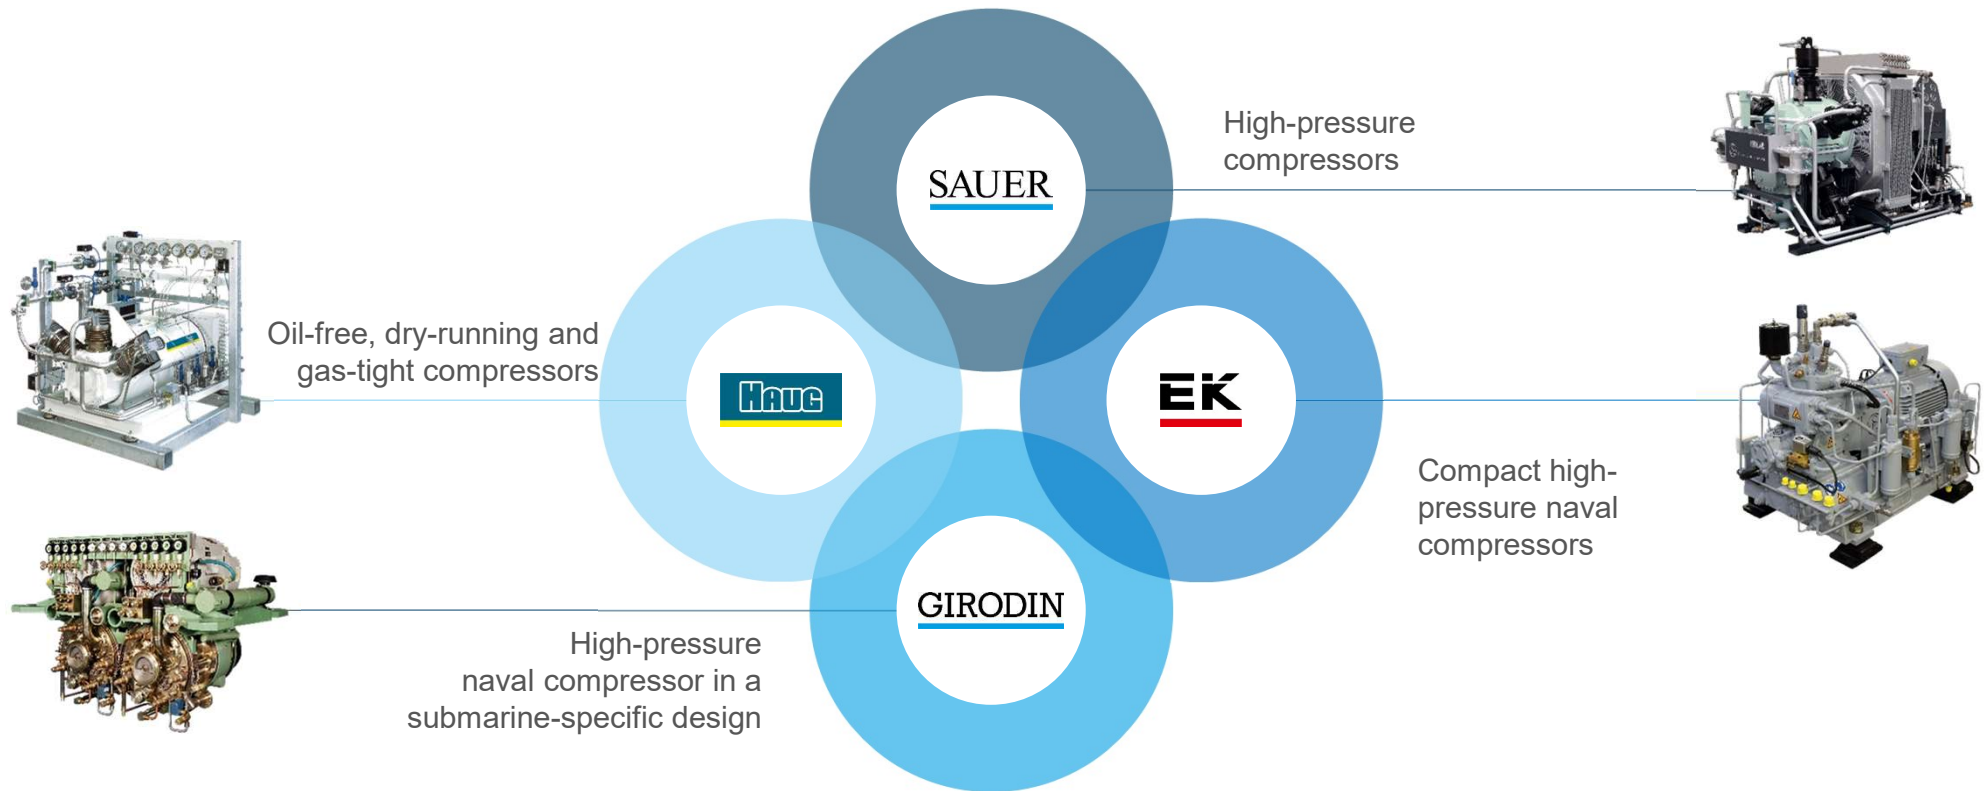 SAUER
High-pressure
compressors
Oil-free, dry-running and
gas-tight compressors
HAUG
EK
Compact high-
pressure naval
compressors
GIRODIN
High-pressure
naval compressor in a
submarine-specific design